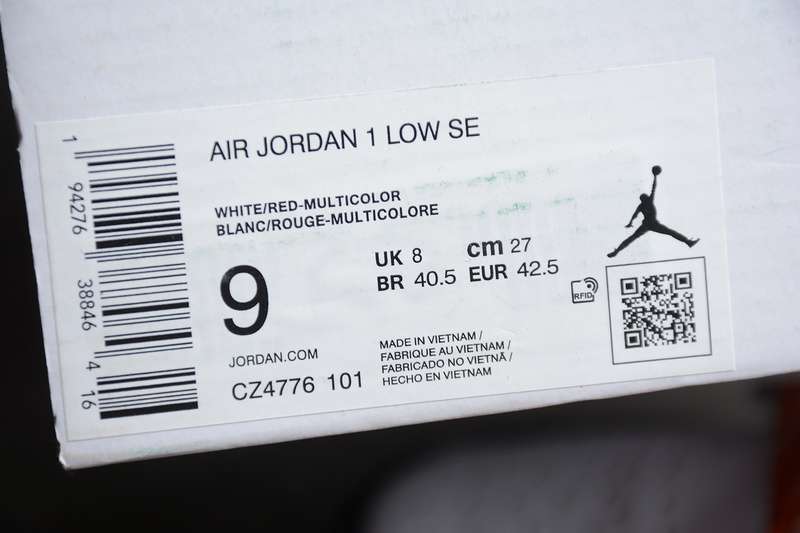 AIR JORDAN 1 LOW SE
WHITE/RED-MULTICOLOR
BLANC/ROUGE-MULTICOLORE
9
UK 8 cm 27
BR 40.5 EUR 42.5
RFID
JORDAN.COM
CZ4776 101
MADE IN VIETNAM /
FABRIQUE AU VIETNAM /
FABRICADO NO VIETNÃ /
HECHO EN VIETNAM
1 94276 38846 4 16